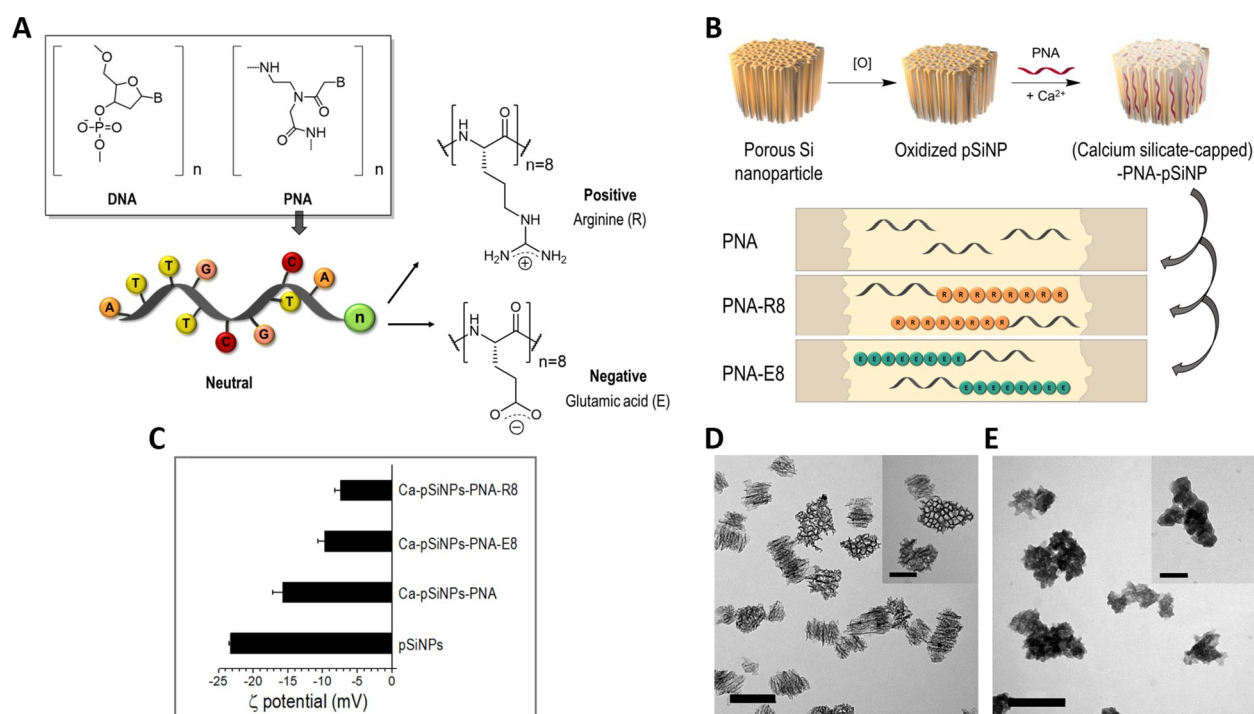 A
O
O
B
O
O⁻
P
O
O
n
DNA
NH
B
N
O
O
NH
n
PNA
A
T
T
T
G
C
G
C
T
A
n
Neutral
H
N
O
n=8
NH
H₂N
NH₂
⊕
Positive
Arginine (R)
H
N
O
n=8
O
O
⊖
Negative
Glutamic acid (E)
B
[O]
PNA
+ Ca²⁺
Porous Si
nanoparticle
Oxidized pSiNP
(Calcium silicate-capped)
-PNA-pSiNP
PNA
PNA-R8
R R R R R R R R
R R R R R R R R
PNA-E8
E E E E E E E E
E E E E E E E E
C
Ca-pSiNPs-PNA-R8
Ca-pSiNPs-PNA-E8
Ca-pSiNPs-PNA
pSiNPs
-25 -20 -15 -10 -5 0
ζ potential (mV)
D
E